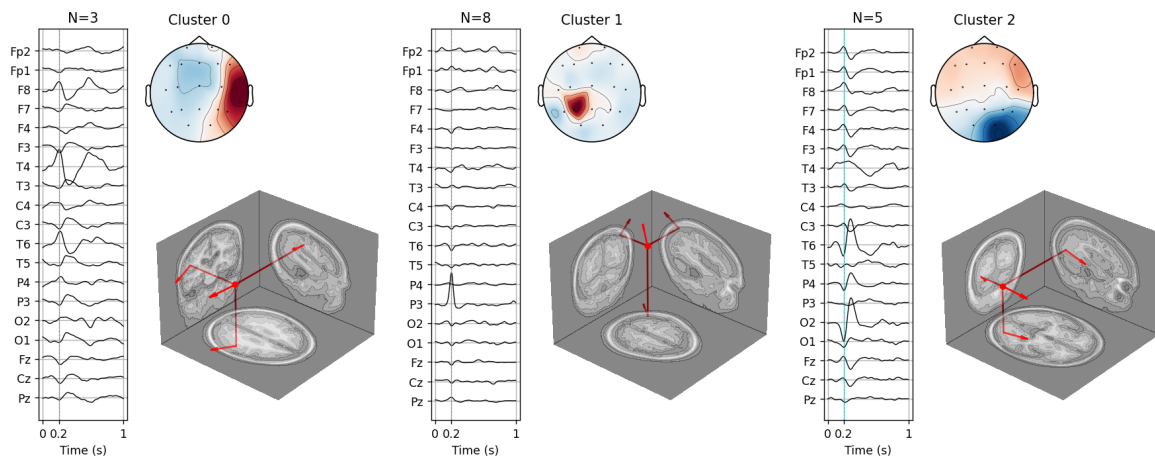 N=3
Cluster 0
Fp2
Fp1
F8
F7
F4
F3
T4
T3
C4
C3
T6
T5
P4
P3
O2
O1
Fz
Cz
Pz
0 0.2 1
Time (s)
N=8
Cluster 1
Fp2
Fp1
F8
F7
F4
F3
T4
T3
C4
C3
T6
T5
P4
P3
O2
O1
Fz
Cz
Pz
0 0.2 1
Time (s)
N=5
Cluster 2
Fp2
Fp1
F8
F7
F4
F3
T4
T3
C4
C3
T6
T5
P4
P3
O2
O1
Fz
Cz
Pz
0 0.2 1
Time (s)